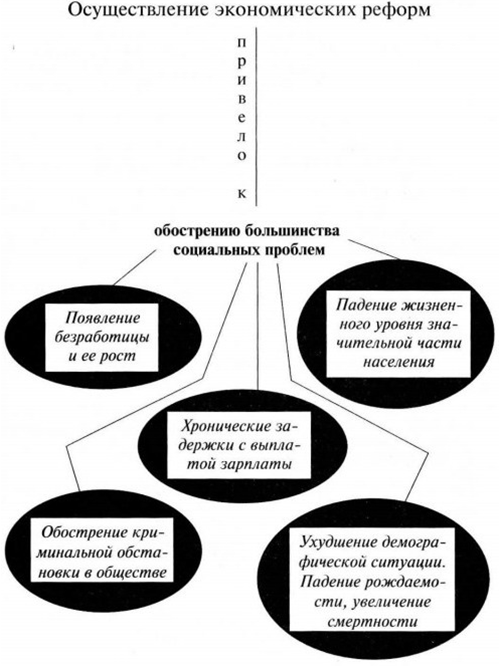 Осуществление экономических реформ
привело к
обострению большинства
социальных проблем
Появление
безработицы
и ее рост
Падение жизнен-
ного уровня зна-
чительной части
населения
Хронические за-
держки с выпла-
той зарплаты
Обострение кри-
минальной обста-
новки в обществе
Ухудшение демогра-
фической ситуации.
Падение рождаемо-
сти, увеличение
смертности